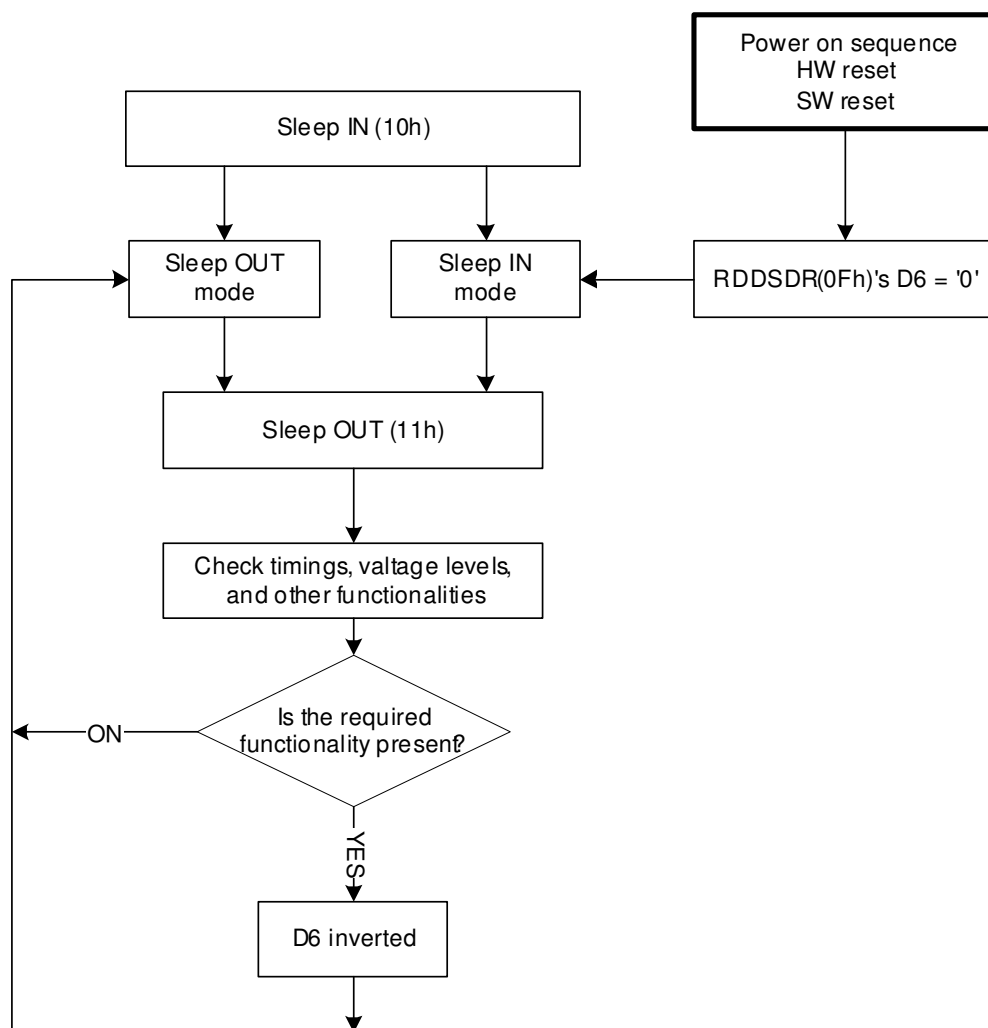 Power on sequence
HW reset
SW reset
Sleep IN (10h)
Sleep OUT
mode
Sleep IN
mode
RDDSDR(0Fh)'s D6 = '0'
Sleep OUT (11h)
Check timings, valtage levels,
and other functionalities
Is the required
functionality present?
ON
YES
D6 inverted